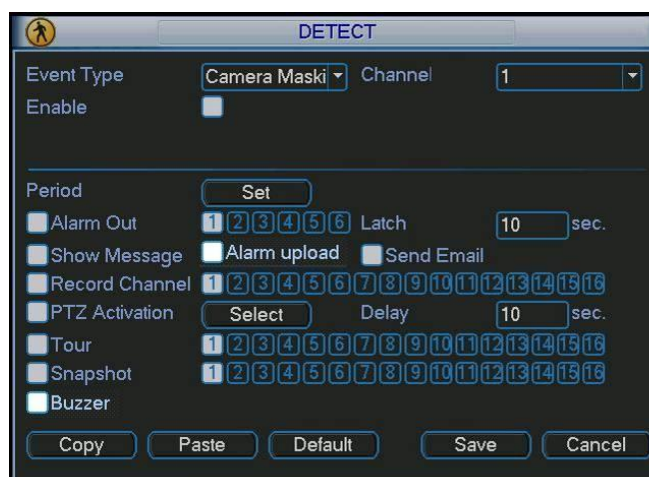 DETECT
Event Type Camera Maski Channel 1
Enable
Period Set
Alarm Out 1 2 3 4 5 6 Latch 10 sec.
Show Message Alarm upload Send Email
Record Channel 1 2 3 4 5 6 7 8 9 10 11 12 13 14 15 16
PTZ Activation Select Delay 10 sec.
Tour 1 2 3 4 5 6 7 8 9 10 11 12 13 14 15 16
Snapshot 1 2 3 4 5 6 7 8 9 10 11 12 13 14 15 16
Buzzer
Copy Paste Default Save Cancel